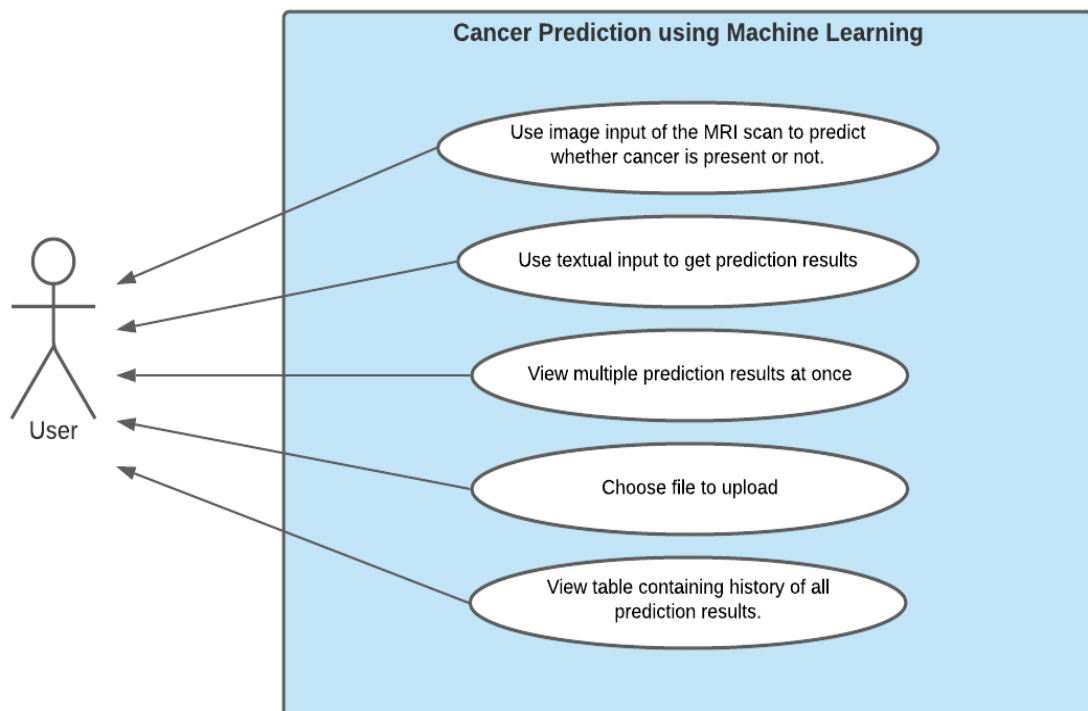 Cancer Prediction using Machine Learning
Use image input of the MRI scan to predict
whether cancer is present or not.
Use textual input to get prediction results
View multiple prediction results at once
User
Choose file to upload
View table containing history of all
prediction results.